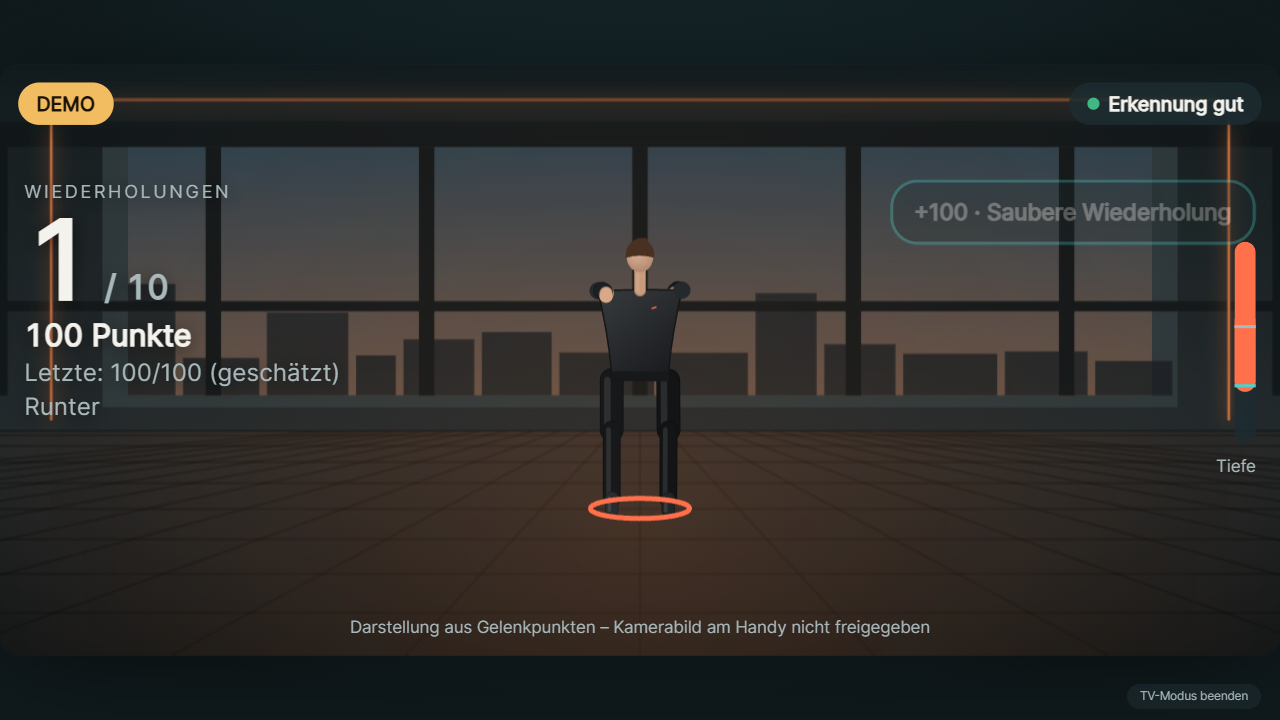 DEMO
Erkennung gut
WIEDERHOLUNGEN
1 / 10
100 Punkte
Letzte: 100/100 (geschätzt)
Runter
+100 · Saubere Wiederholung
Tiefe
Darstellung aus Gelenkpunkten – Kamerabild am Handy nicht freigegeben
TV-Modus beenden